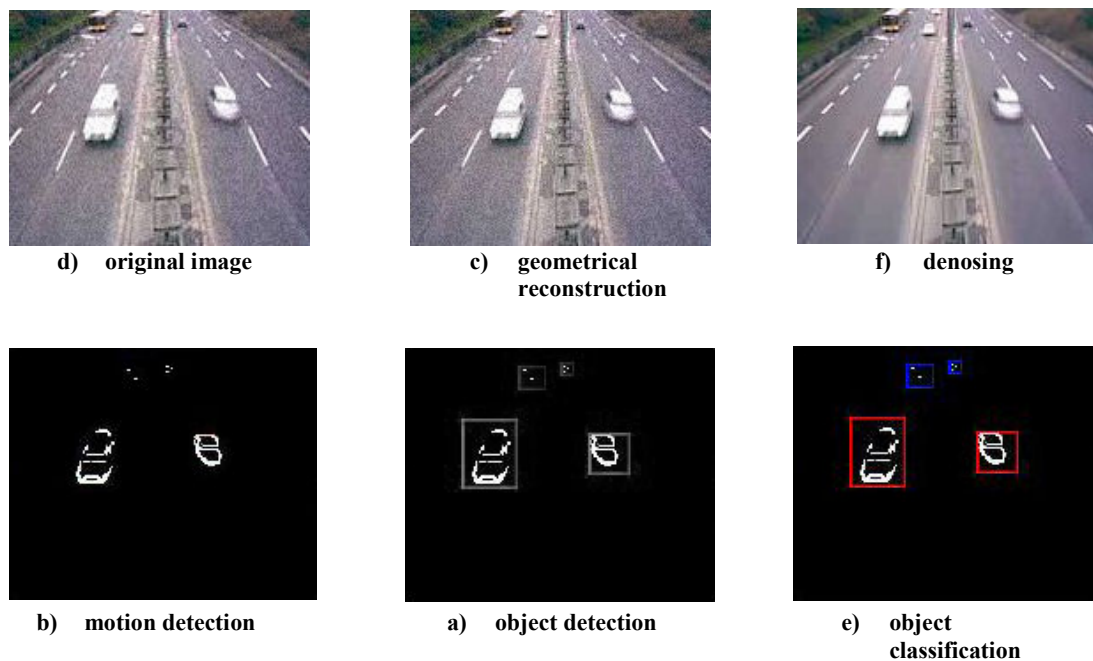 d) original image
c) geometrical
reconstruction
f) denosing
b) motion detection
a) object detection
e) object
classification